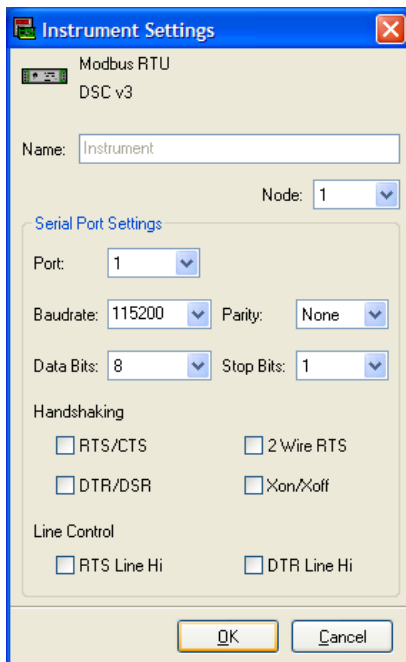 Instrument Settings
Modbus RTU
DSC v3
Name: Instrument
Node: 1
Serial Port Settings
Port: 1
Baudrate: 115200 Parity: None
Data Bits: 8 Stop Bits: 1
Handshaking
RTS/CTS 2 Wire RTS
DTR/DSR Xon/Xoff
Line Control
RTS Line Hi DTR Line Hi
OK Cancel